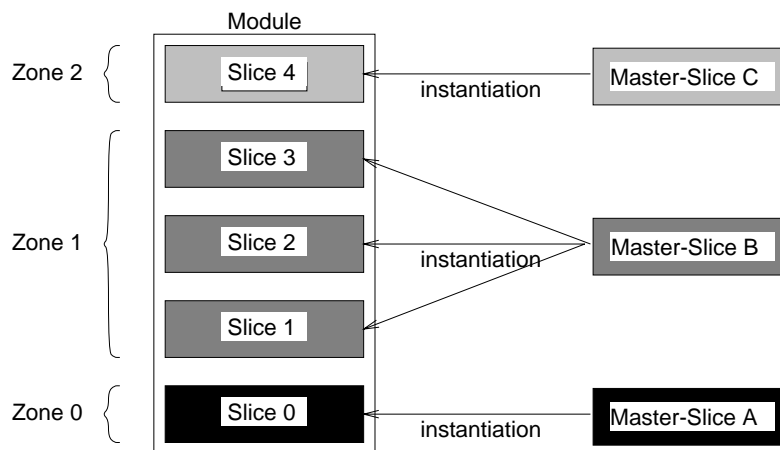 Module
Zone 2
Slice 4
instantiation
Master-Slice C
Slice 3
Zone 1
Slice 2
instantiation
Master-Slice B
Slice 1
Zone 0
Slice 0
instantiation
Master-Slice A